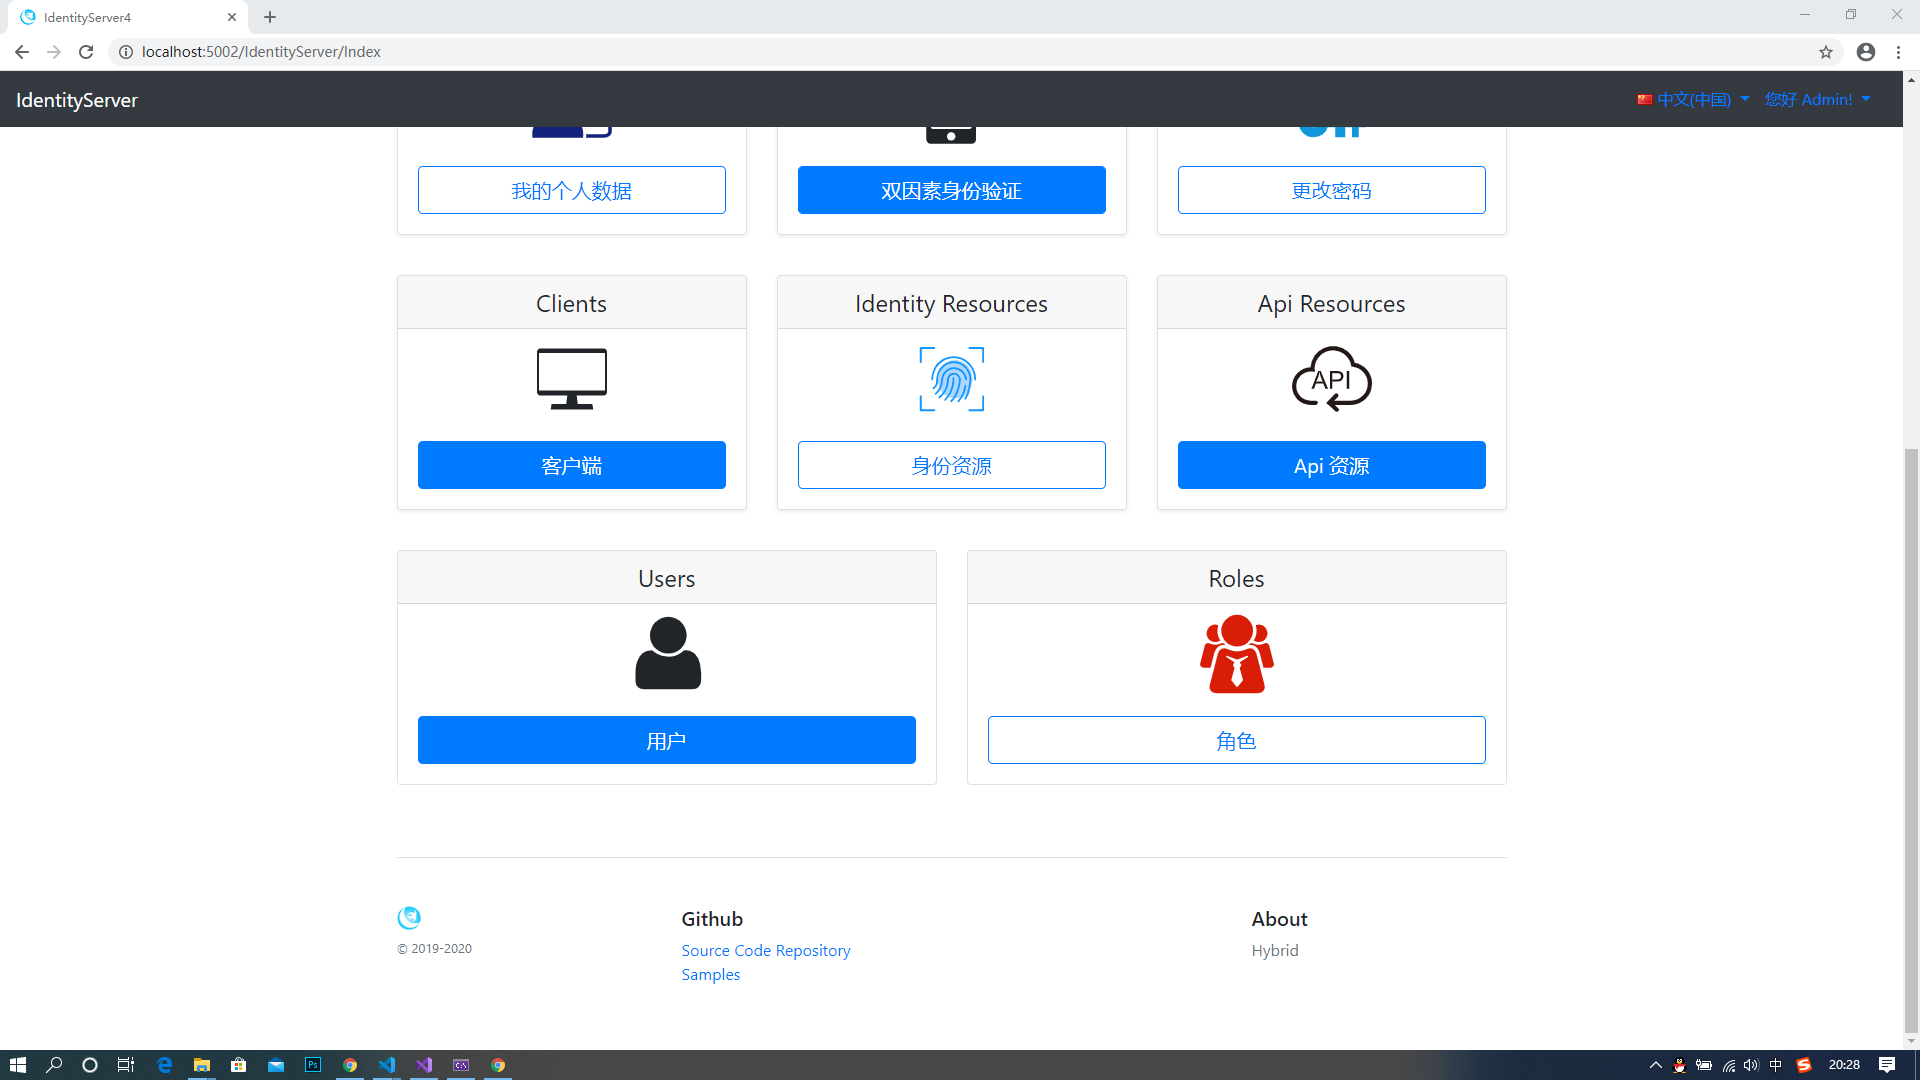 IdentityServer4
localhost:5002/IdentityServer/Index
IdentityServer
中文(中国)
您好 Admin!
我的个人数据
双因素身份验证
更改密码
Clients
Identity Resources
Api Resources
API
客户端
身份资源
Api 资源
Users
Roles
用户
角色
Github
About
© 2019-2020
Source Code Repository
Hybrid
Samples
Ps
C:\
中
S
20:28